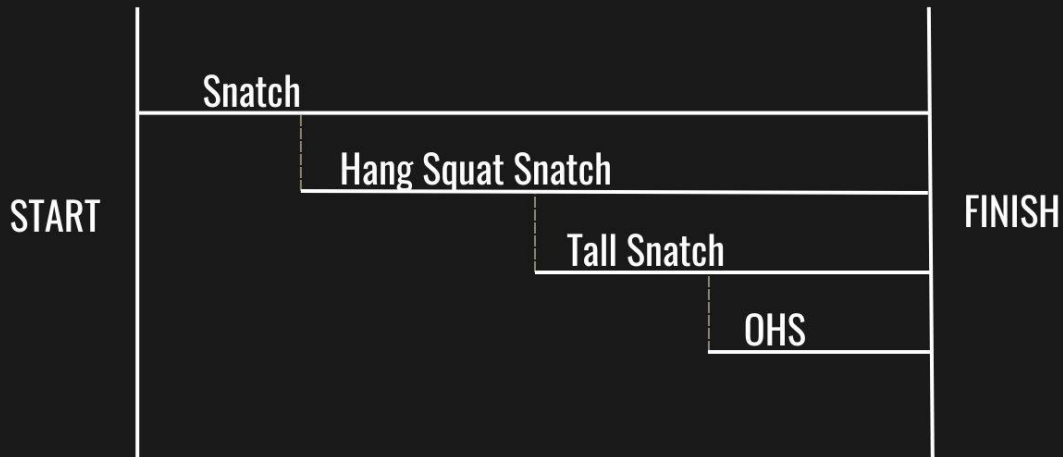 Snatch
Hang Squat Snatch
START
FINISH
Tall Snatch
OHS